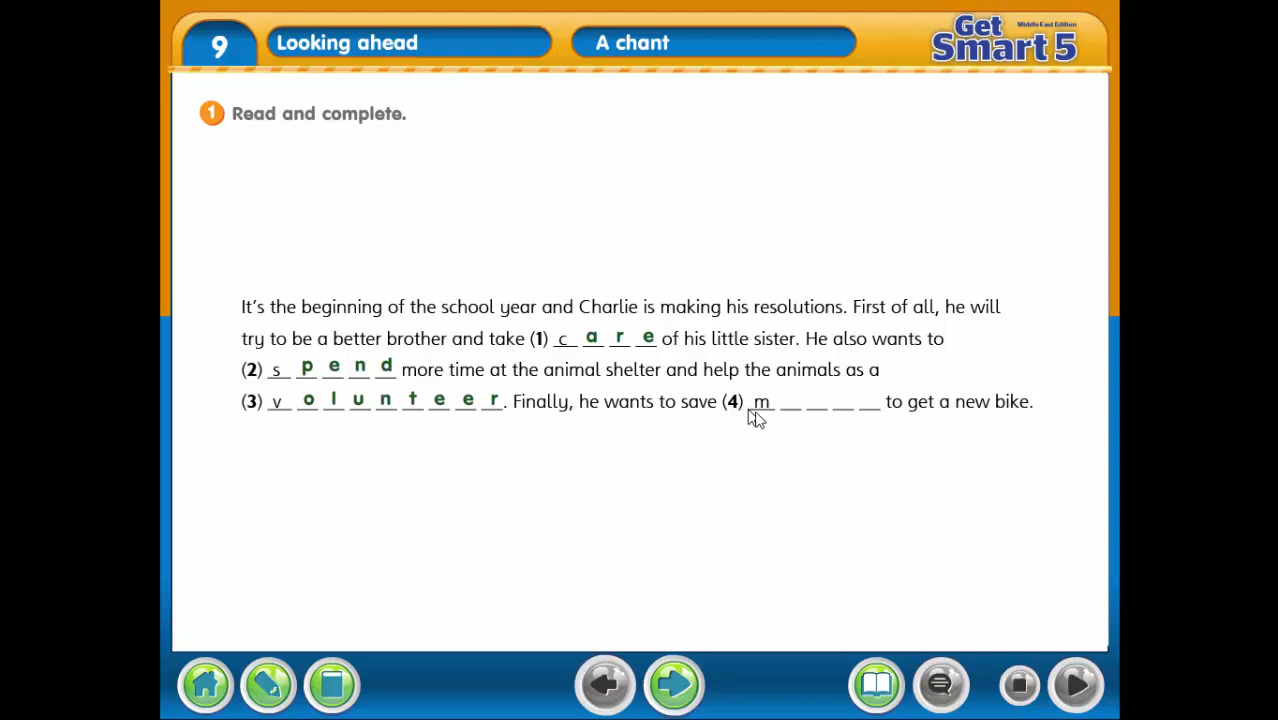 9 Looking ahead A chant
Middle East Edition
Get
Smart 5
1 Read and complete.
It's the beginning of the school year and Charlie is making his resolutions. First of all, he will
try to be a better brother and take (1) c a r e of his little sister. He also wants to
(2) s p e n d more time at the animal shelter and help the animals as a
(3) v o l u n t e e r. Finally, he wants to save (4) m _ _ _ _ to get a new bike.